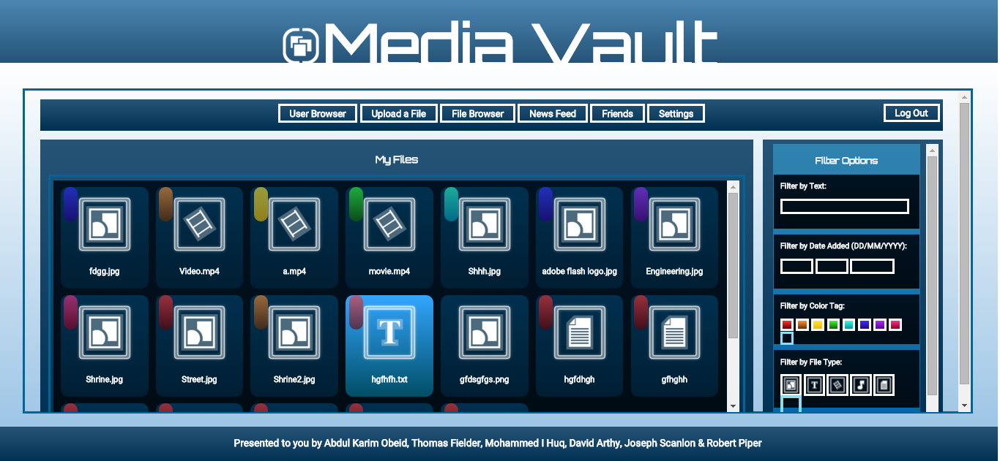 Media Vault
User Browser Upload a File File Browser News Feed Friends Settings Log Out
My Files
fdgg.jpg Video.mp4 a.mp4 movie.mp4 Shhh.jpg adobe flash logo.jpg Engineering.jpg
Shrine.jpg Street.jpg Shrine2.jpg hgfhfh.txt gfdsgfgs.png hgfdhgh gfhghh
Filter Options
Filter by Text:
Filter by Date Added (DD/MM/YYYY):
Filter by Color Tag:
Filter by File Type:
T T
Presented to you by Abdul Karim Obeid, Thomas Fielder, Mohammed I Huq, David Arthy, Joseph Scanlon & Robert Piper